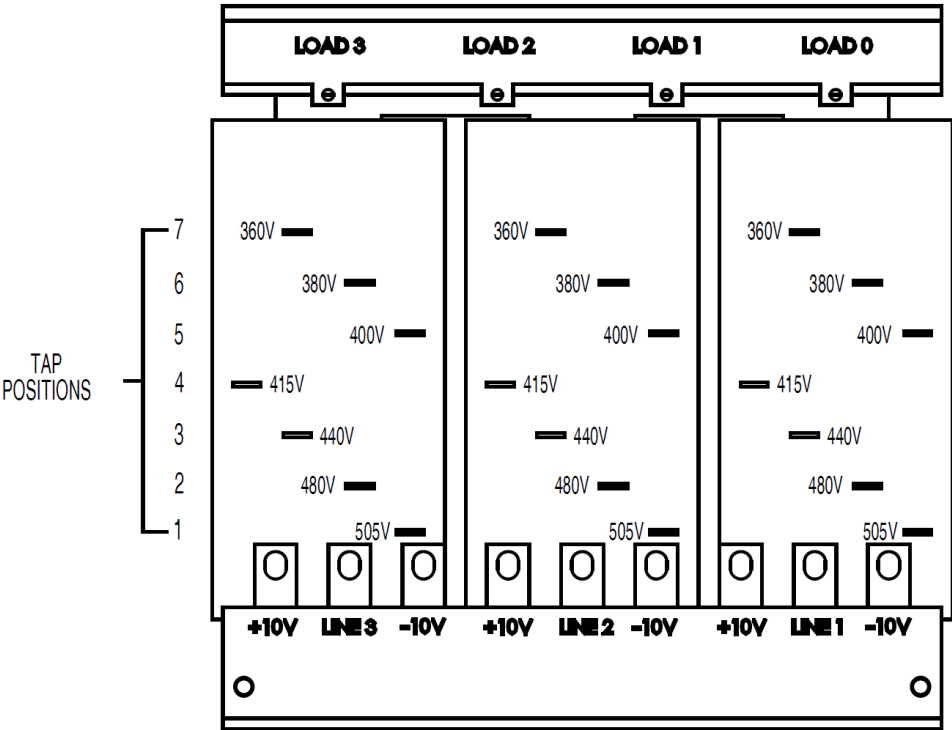 LOAD 3 LOAD 2 LOAD 1 LOAD 0
7 360V 360V 360V
6 380V 380V 380V
5 400V 400V 400V
TAP
POSITIONS
4 415V 415V 415V
3 440V 440V 440V
2 480V 480V 480V
1 505V 505V 505V
+10V LINE 3 -10V +10V LINE 2 -10V +10V LINE 1 -10V